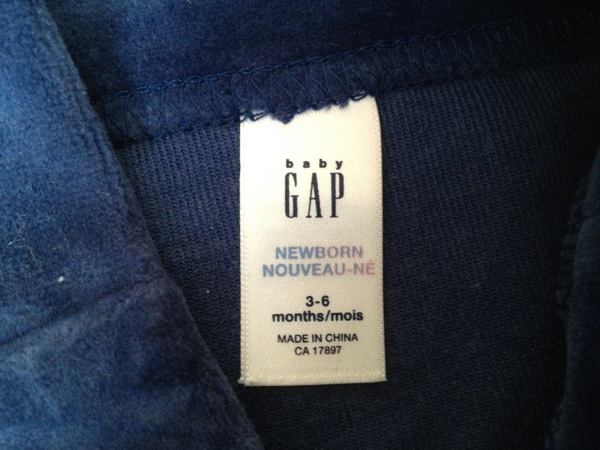 baby
GAP
NEWBORN
NOUVEAU-NÉ
3-6
months/mois
MADE IN CHINA
CA 17897